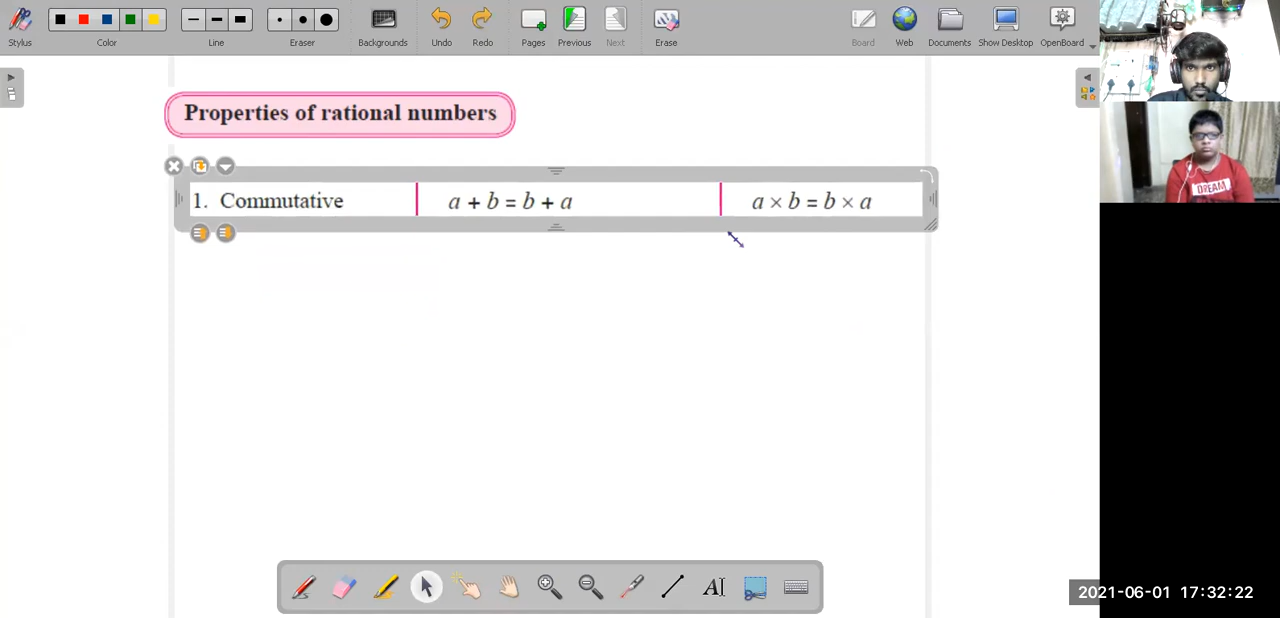 Stylus Color Line Eraser Backgrounds Undo Redo Pages Previous Next Erase Board Web Documents Show Desktop OpenBoard
Properties of rational numbers
1. Commutative a + b = b + a a × b = b × a
DREAM
AI
2021-06-01 17:32:22